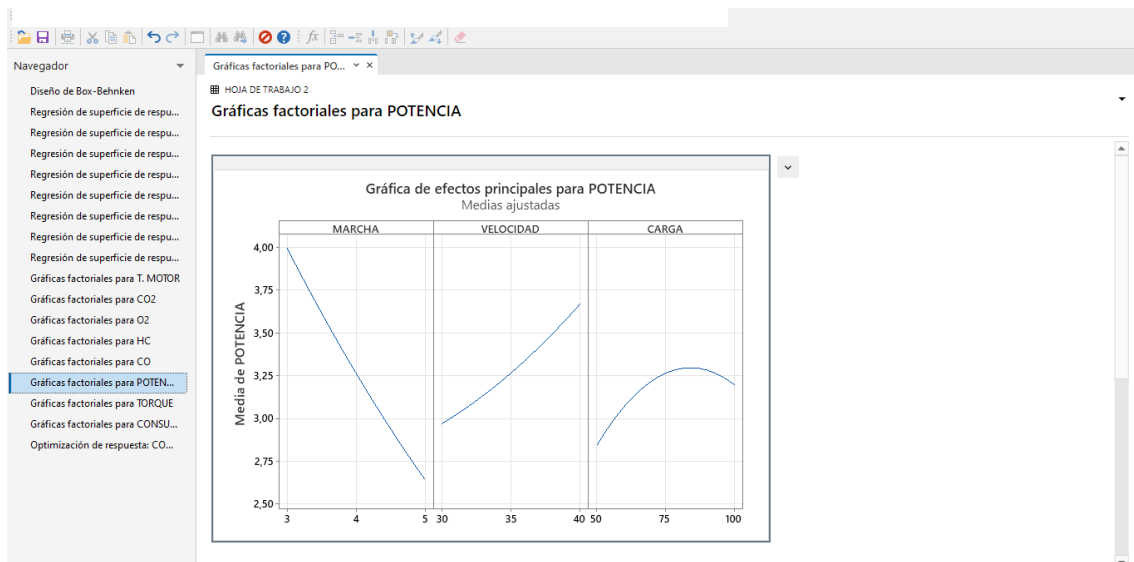 Navegador
Gráficas factoriales para PO...
Diseño de Box-Behnken
Regresión de superficie de respu...
Regresión de superficie de respu...
Regresión de superficie de respu...
Regresión de superficie de respu...
Regresión de superficie de respu...
Regresión de superficie de respu...
Regresión de superficie de respu...
Regresión de superficie de respu...
Gráficas factoriales para T. MOTOR
Gráficas factoriales para CO2
Gráficas factoriales para O2
Gráficas factoriales para HC
Gráficas factoriales para CO
Gráficas factoriales para POTEN...
Gráficas factoriales para TORQUE
Gráficas factoriales para CONSU...
Optimización de respuesta: CO...
HOJA DE TRABAJO 2
Gráficas factoriales para POTENCIA
Gráfica de efectos principales para POTENCIA
Medias ajustadas
MARCHA VELOCIDAD CARGA
Media de POTENCIA
4,00
3,75
3,50
3,25
3,00
2,75
2,50
3 4 5 30 35 40 50 75 100